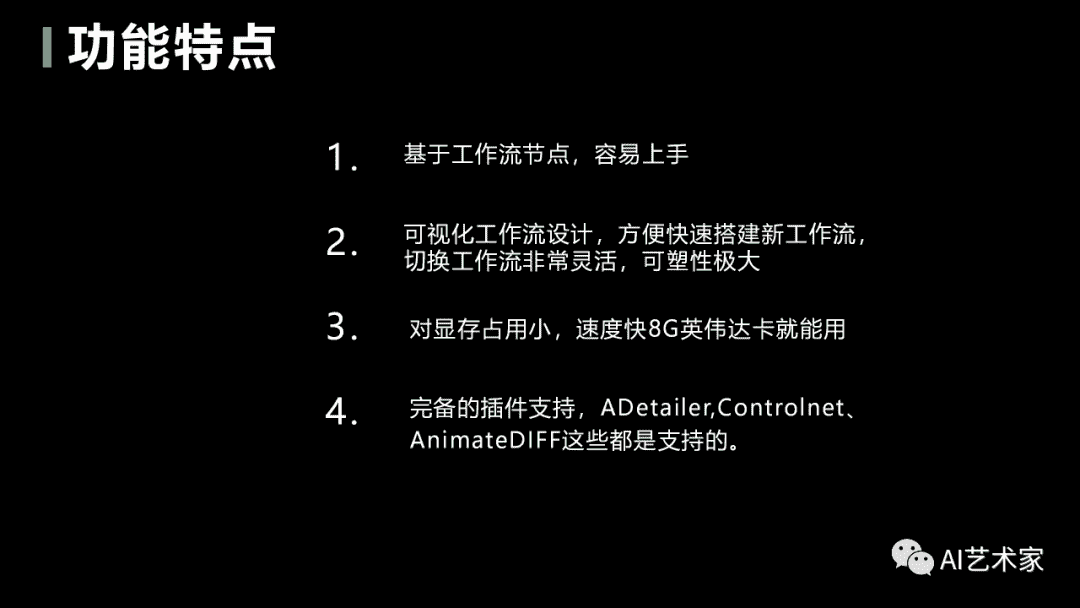 功能特点
1. 基于工作流节点，容易上手
2. 可视化工作流设计，方便快速搭建新工作流，
切换工作流非常灵活，可塑性极大
3. 对显存占用小，速度快8G英伟达卡就能用
4. 完备的插件支持，ADetailer,Controlnet、
AnimateDIFF这些都是支持的。
AI艺术家